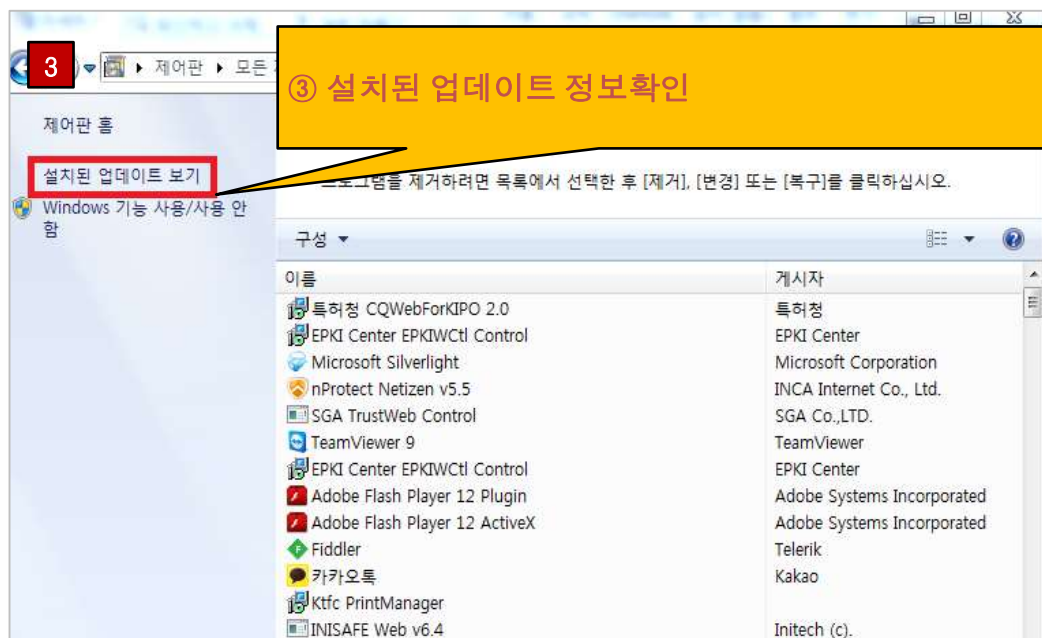 3
제어판 ▶ 모든
③ 설치된 업데이트 정보확인
제어판 홈
설치된 업데이트 보기
Windows 기능 사용/사용 안
함
프로그램을 제거하려면 목록에서 선택한 후 [제거], [변경] 또는 [복구]를 클릭하십시오.
구성
이름 게시자
특허청 CQWebForKIPO 2.0 특허청
EPKI Center EPKIWCtl Control EPKI Center
Microsoft Silverlight Microsoft Corporation
nProtect Netizen v5.5 INCA Internet Co., Ltd.
SGA TrustWeb Control SGA Co.,LTD.
TeamViewer 9 TeamViewer
EPKI Center EPKIWCtl Control EPKI Center
Adobe Flash Player 12 Plugin Adobe Systems Incorporated
Adobe Flash Player 12 ActiveX Adobe Systems Incorporated
Fiddler Telerik
카카오톡 Kakao
Ktfc PrintManager
INISAFE Web v6.4 Initech (c).